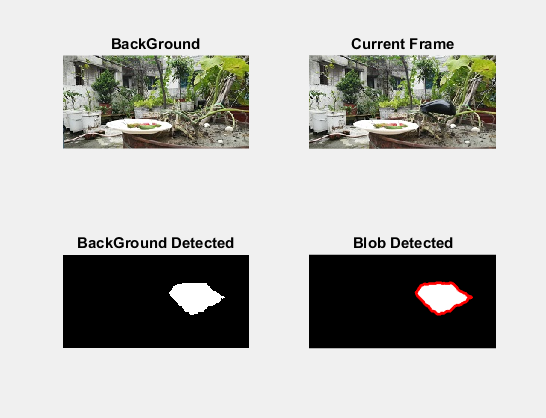 BackGround
Current Frame
BackGround Detected
Blob Detected